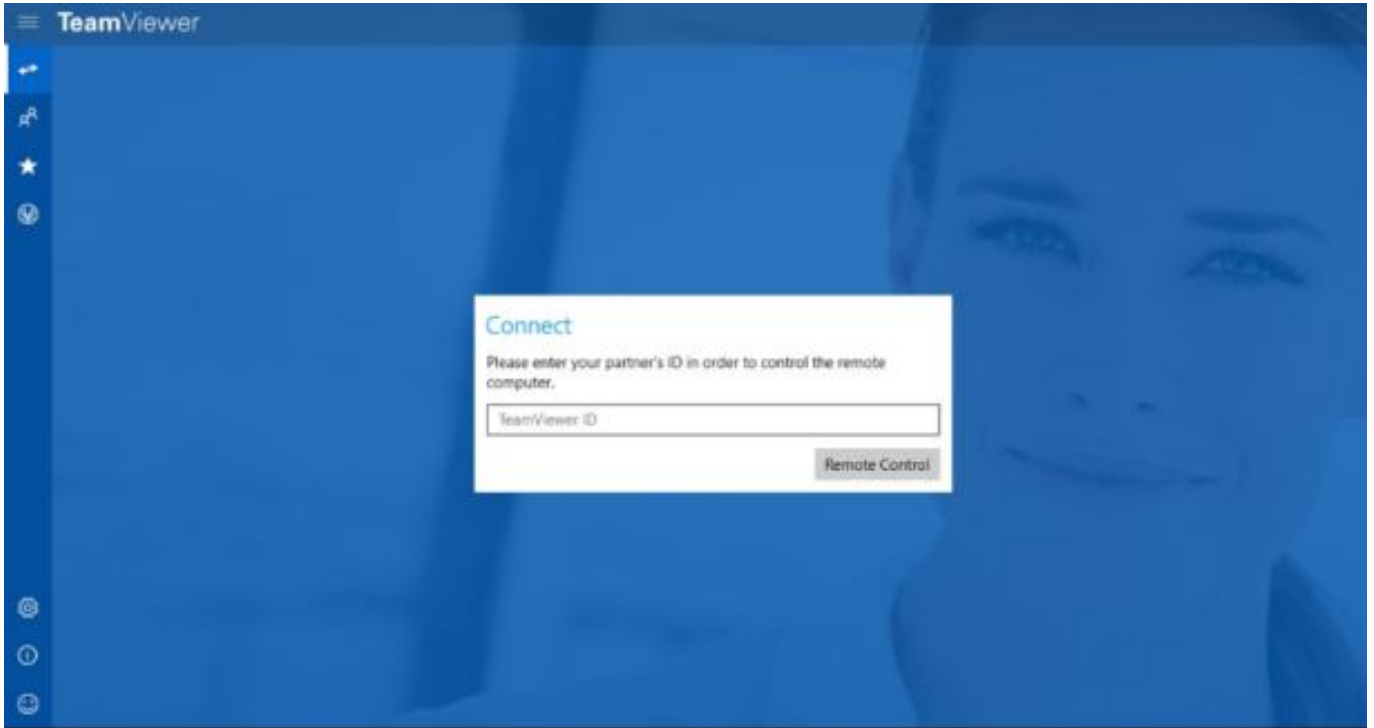 TeamViewer
Connect
Please enter your partner's ID in order to control the remote
computer.
TeamViewer ID
Remote Control